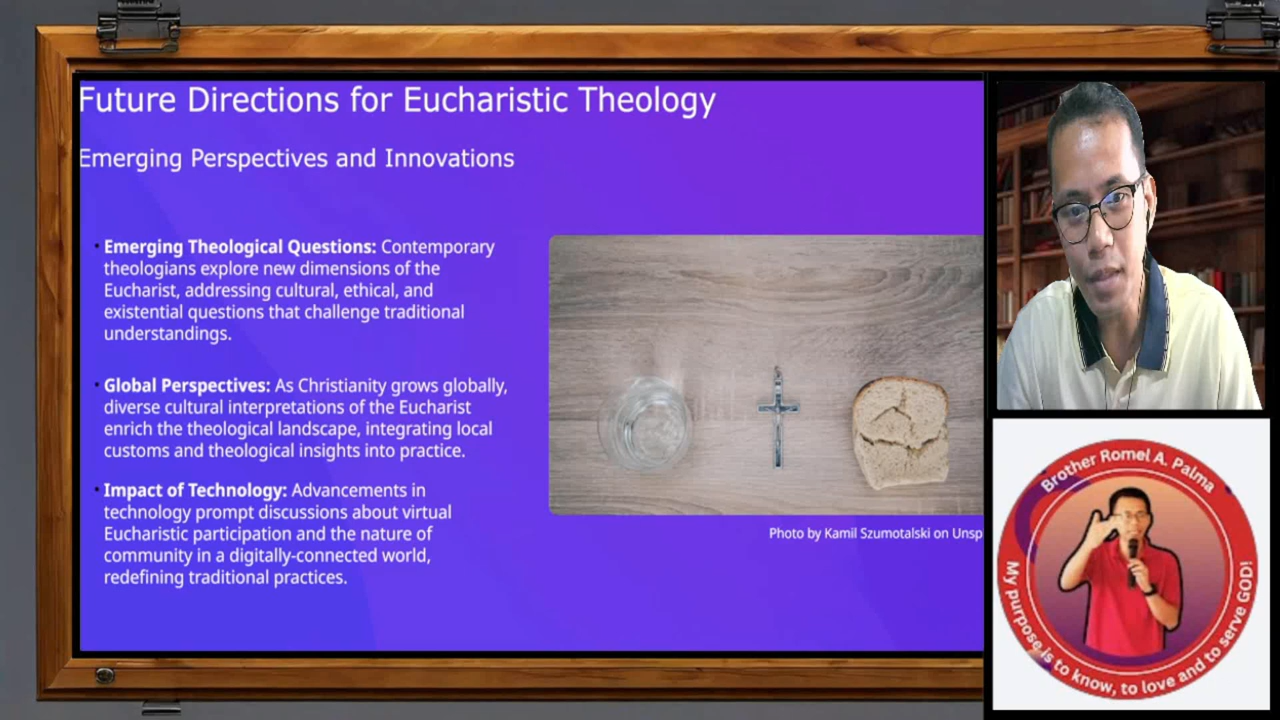 Future Directions for Eucharistic Theology
Emerging Perspectives and Innovations
• Emerging Theological Questions: Contemporary
theologians explore new dimensions of the
Eucharist, addressing cultural, ethical, and
existential questions that challenge traditional
understandings.
• Global Perspectives: As Christianity grows globally,
diverse cultural interpretations of the Eucharist
enrich the theological landscape, integrating local
customs and theological insights into practice.
• Impact of Technology: Advancements in
technology prompt discussions about virtual
Eucharistic participation and the nature of
community in a digitally-connected world,
redefining traditional practices.
Photo by Kamil Szumotalski on Unsp
Brother Romel A. Palma
My purpose is to know, to love and to serve GOD!